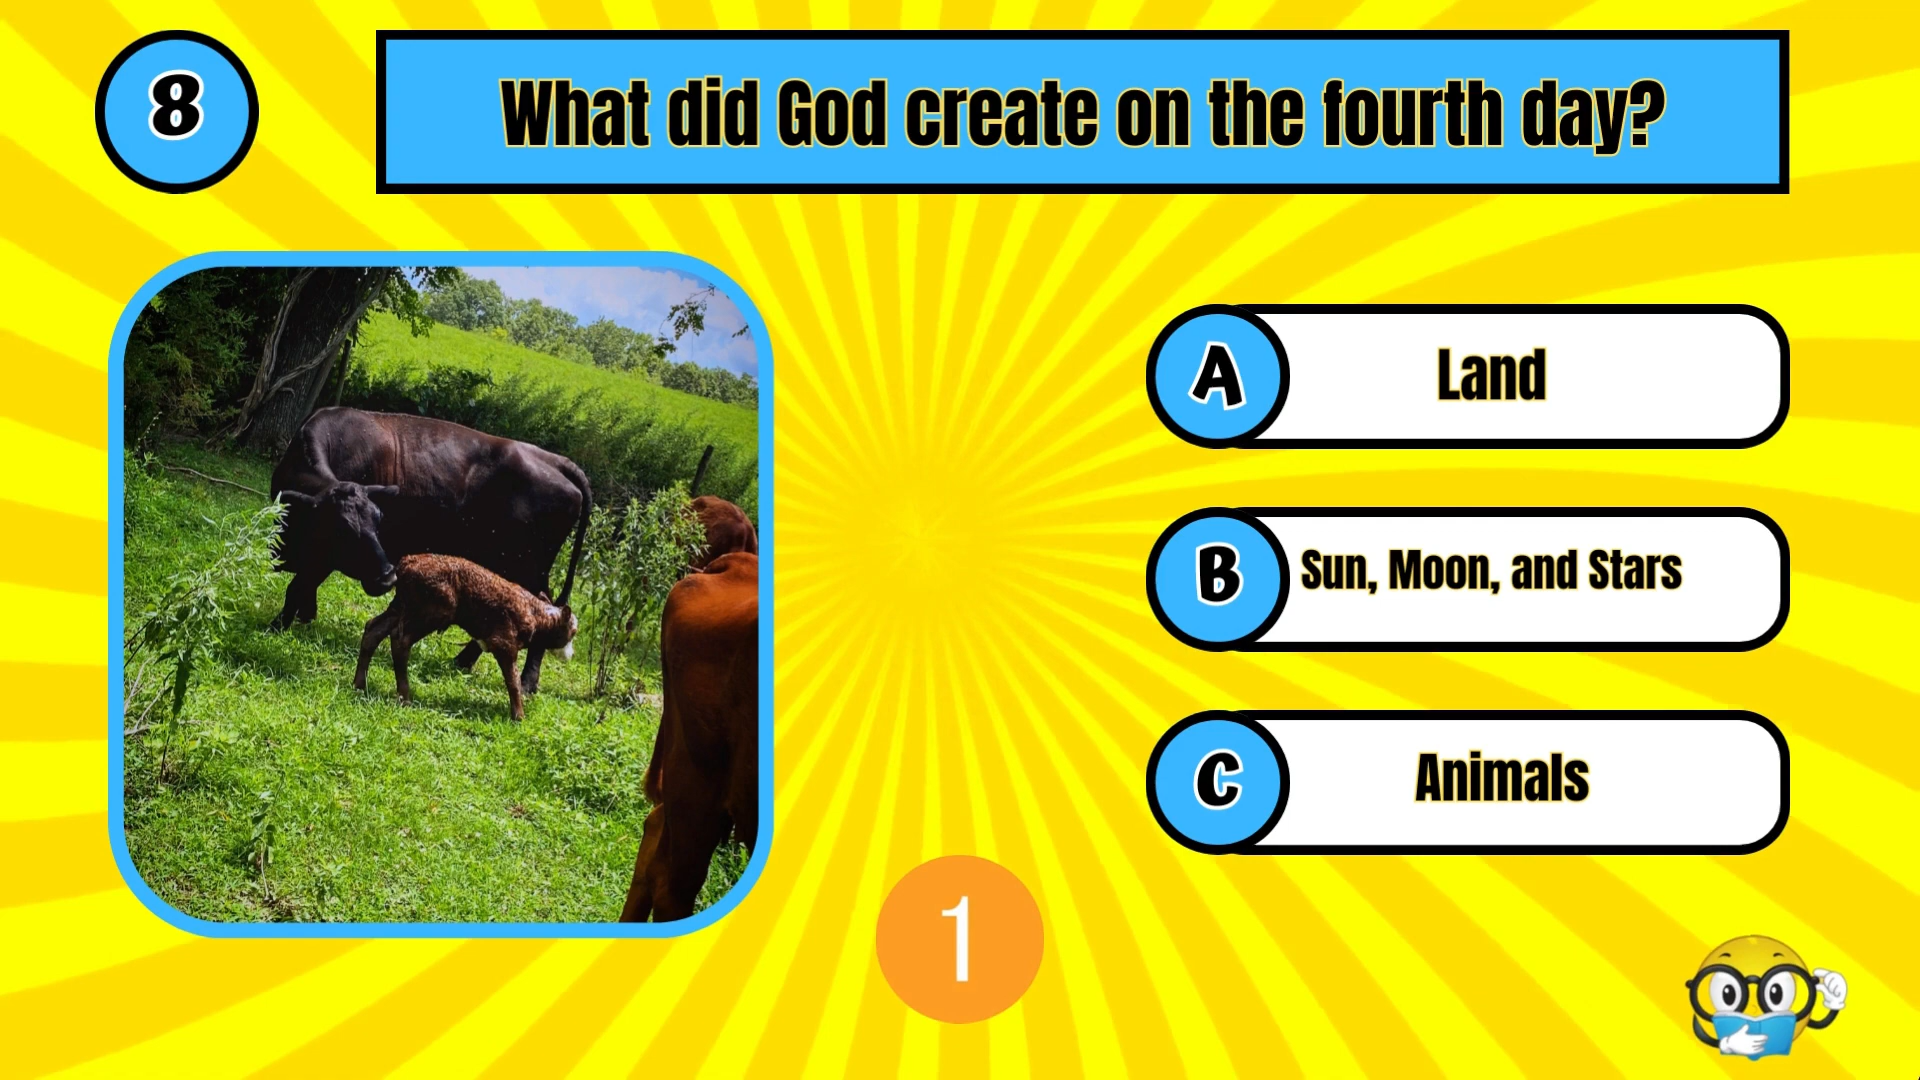 8
What did God create on the fourth day?
A
Land
B
Sun, Moon, and Stars
C
Animals
1